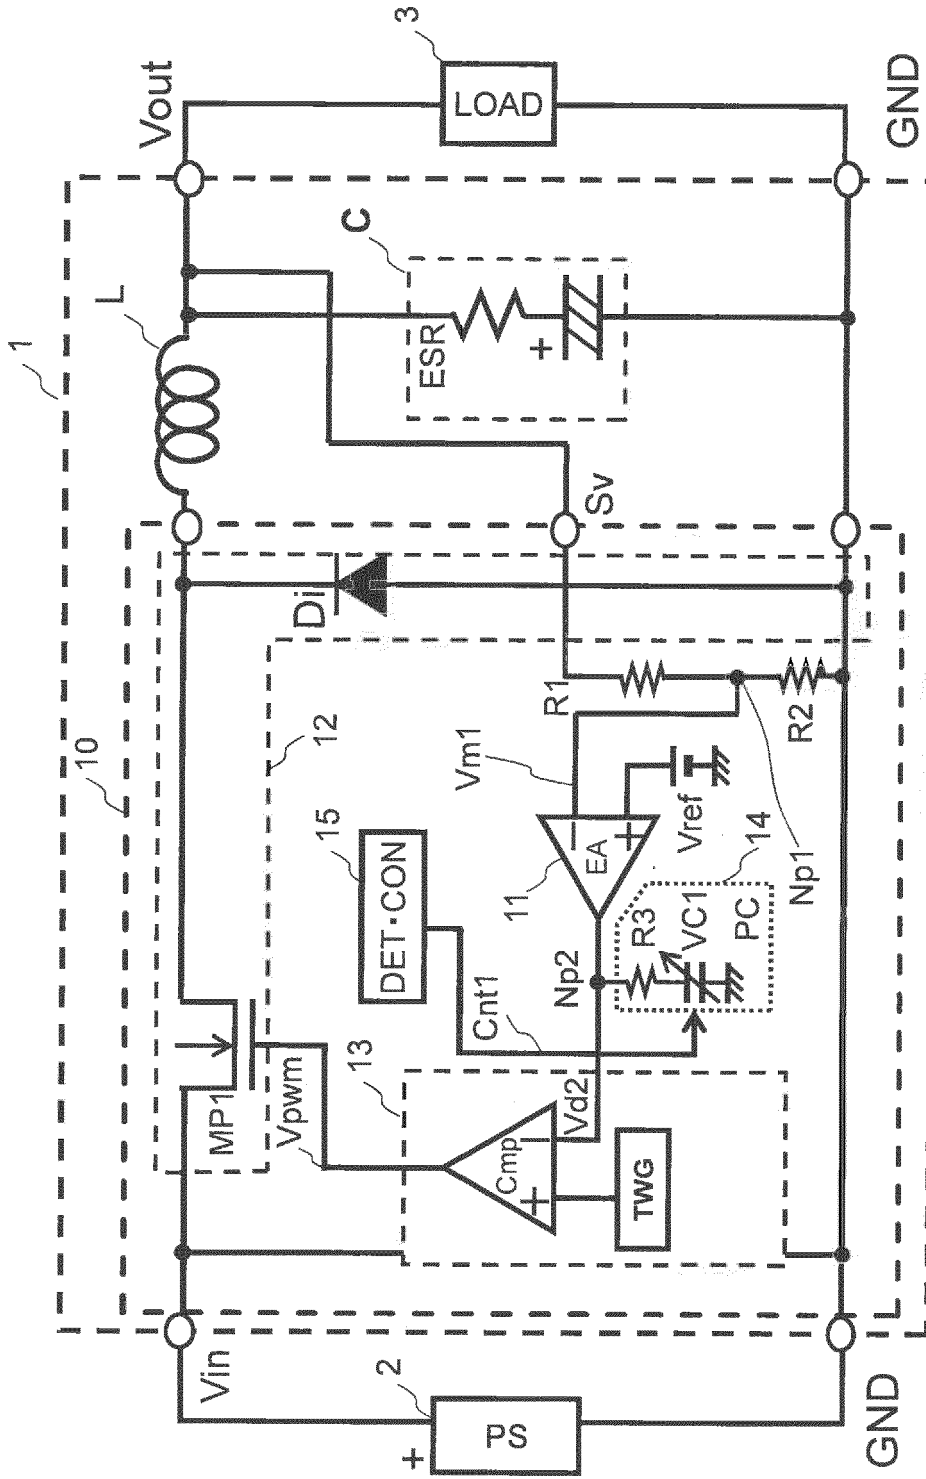 1
10
L
Vout
3
LOAD
GND
C
ESR
+
Sv
Di
12
15
DET·CON
Vm1
R1
R2
Np1
Vref
14
EA
−
+
11
Np2
R3
VC1
PC
Cnt1
13
MP1
Vpwm
Cmp
−
+
Vd2
TWG
Vin
2
+
PS
GND